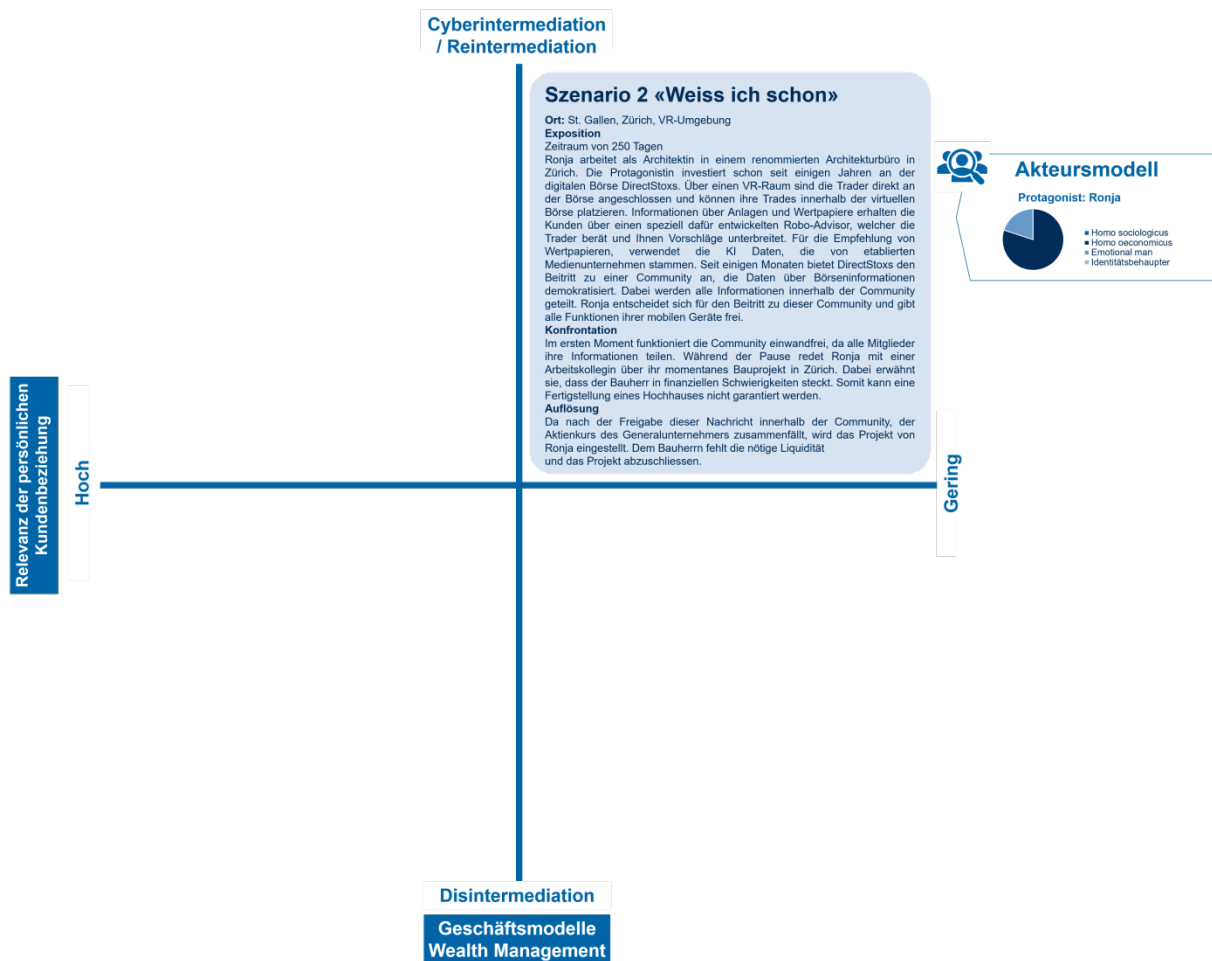 Cyberintermediation
/ Reintermediation
Szenario 2 «Weiss ich schon»
Ort: St. Gallen, Zürich, VR-Umgebung
Exposition
Zeitraum von 250 Tagen
Ronja arbeitet als Architektin in einem renommierten Architekturbüro in
Zürich. Die Protagonistin investiert schon seit einigen Jahren an der
digitalen Börse DirectStoxs. Über einen VR-Raum sind die Trader direkt an
der Börse angeschlossen und können ihre Trades innerhalb der virtuellen
Börse platzieren. Informationen über Anlagen und Wertpapiere erhalten die
Kunden über einen speziell dafür entwickelten Robo-Advisor, welcher die
Trader berät und Ihnen Vorschläge unterbreitet. Für die Empfehlung von
Wertpapieren, verwendet die KI Daten, die von etablierten
Medienunternehmen stammen. Seit einigen Monaten bietet DirectStoxs den
Beitritt zu einer Community an, die Daten über Börseninformationen
demokratisiert. Dabei werden alle Informationen innerhalb der Community
geteilt. Ronja entscheidet sich für den Beitritt zu dieser Community und gibt
alle Funktionen ihrer mobilen Geräte frei.
Konfrontation
Im ersten Moment funktioniert die Community einwandfrei, da alle Mitglieder
ihre Informationen teilen. Während der Pause redet Ronja mit einer
Arbeitskollegin über ihr momentanes Bauprojekt in Zürich. Dabei erwähnt
sie, dass der Bauherr in finanziellen Schwierigkeiten steckt. Somit kann eine
Fertigstellung eines Hochhauses nicht garantiert werden.
Auflösung
Da nach der Freigabe dieser Nachricht innerhalb der Community, der
Aktienkurs des Generalunternehmers zusammenfällt, wird das Projekt von
Ronja eingestellt. Dem Bauherrn fehlt die nötige Liquidität
und das Projekt abzuschliessen.
Akteursmodell
Protagonist: Ronja
Homo sociologicus
Homo oeconomicus
Emotional man
Identitätsbehaupter
Relevanz der persönlichen
Kundenbeziehung
Hoch
Gering
Disintermediation
Geschäftsmodelle
Wealth Management